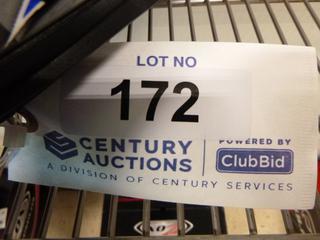 LOT NO
172
CENTURY AUCTIONS
POWERED BY
ClubBid
A DIVISION OF CENTURY SERVICES